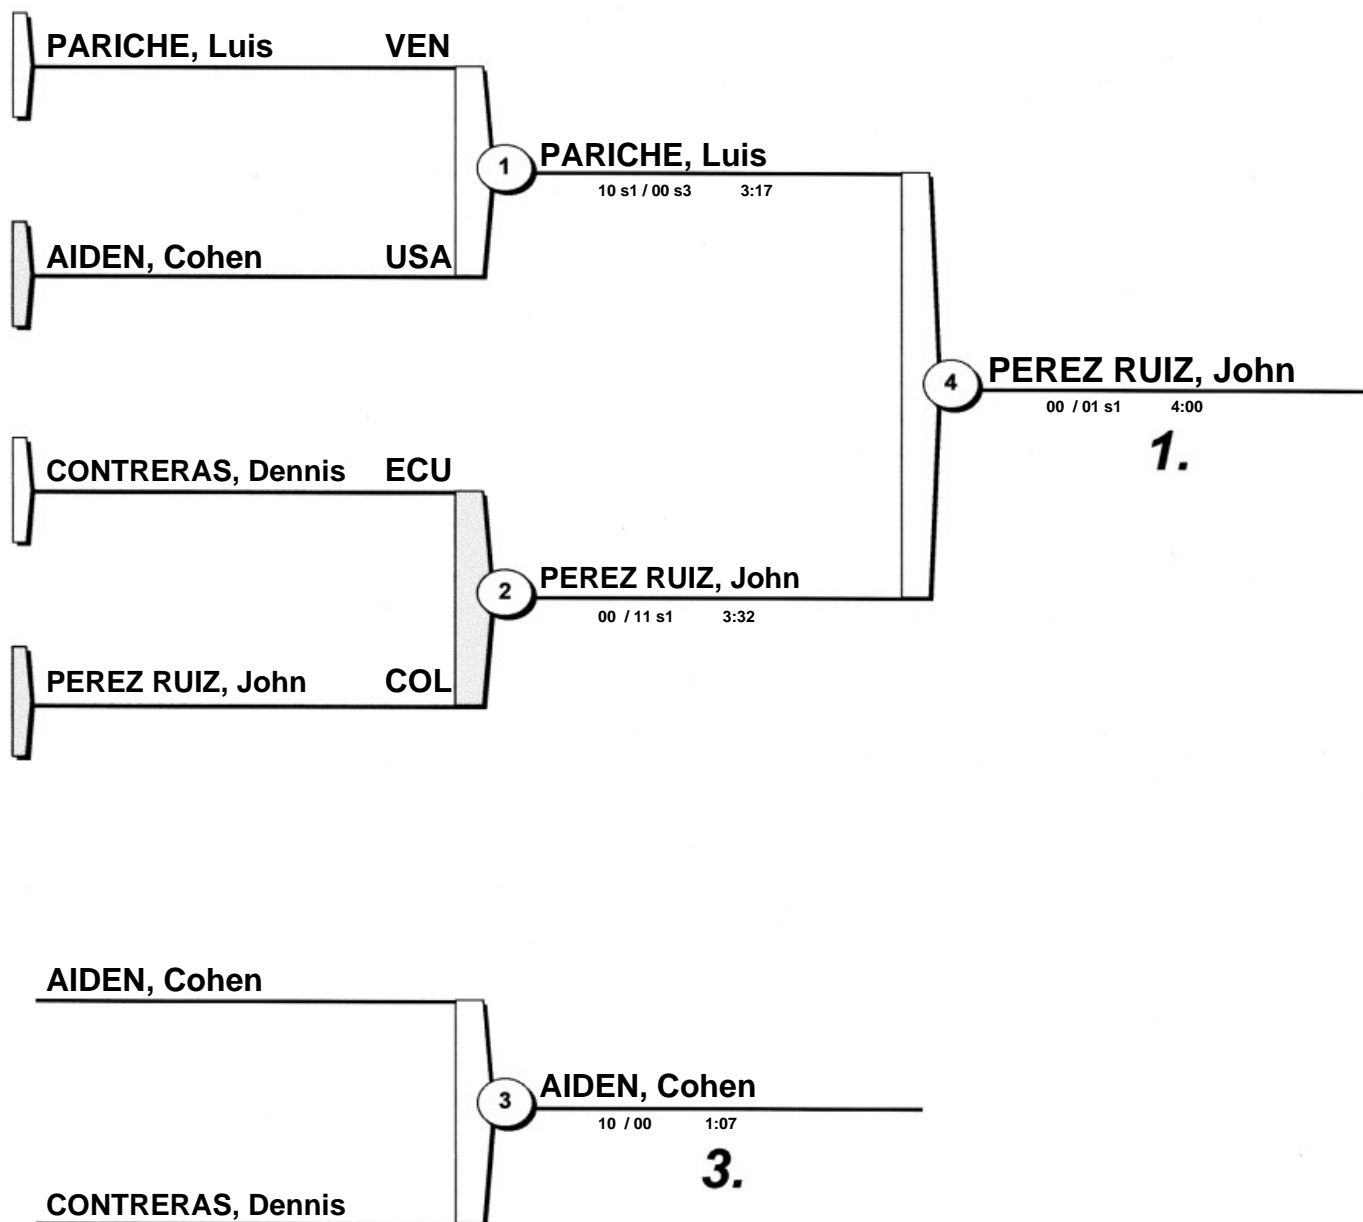 PARICHE, Luis VEN
1 PARICHE, Luis
10 s1 / 00 s3 3:17
AIDEN, Cohen USA
4 PEREZ RUIZ, John
00 / 01 s1 4:00
1.
CONTRERAS, Dennis ECU
2 PEREZ RUIZ, John
00 / 11 s1 3:32
PEREZ RUIZ, John COL
AIDEN, Cohen
3 AIDEN, Cohen
10 / 00 1:07
3.
CONTRERAS, Dennis